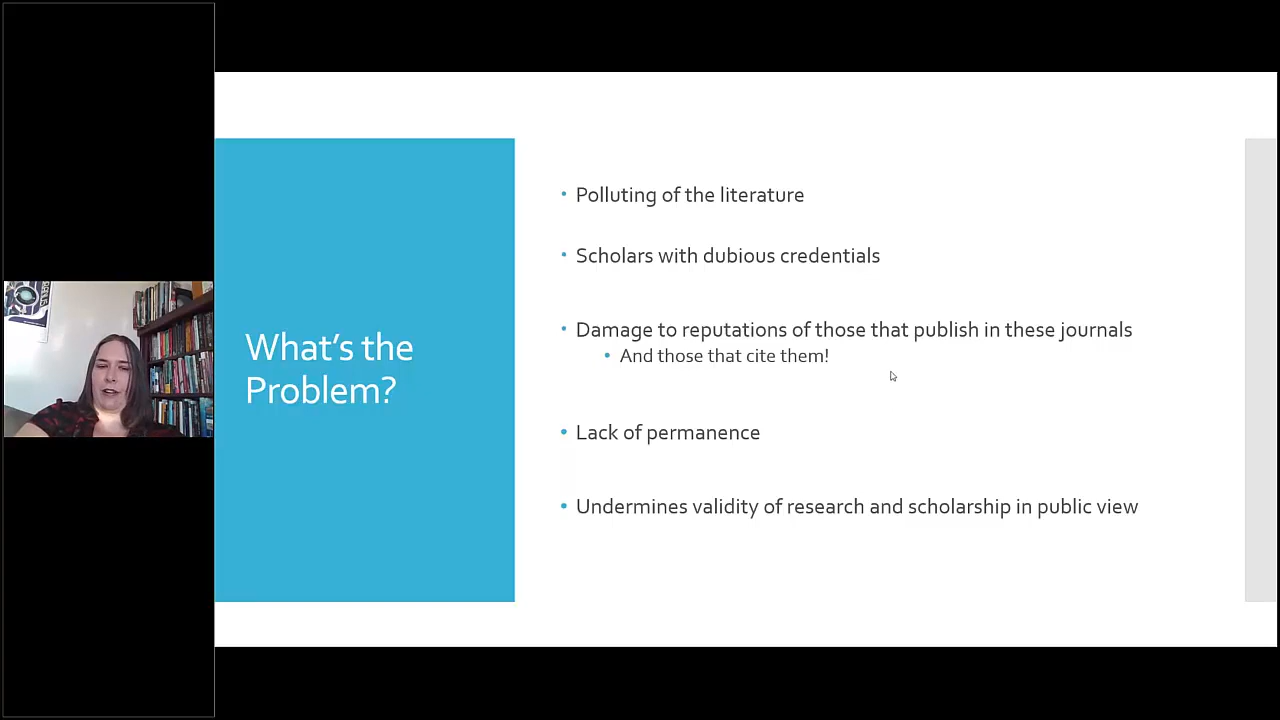 What's the
Problem?
Polluting of the literature
Scholars with dubious credentials
Damage to reputations of those that publish in these journals
And those that cite them!
Lack of permanence
Undermines validity of research and scholarship in public view